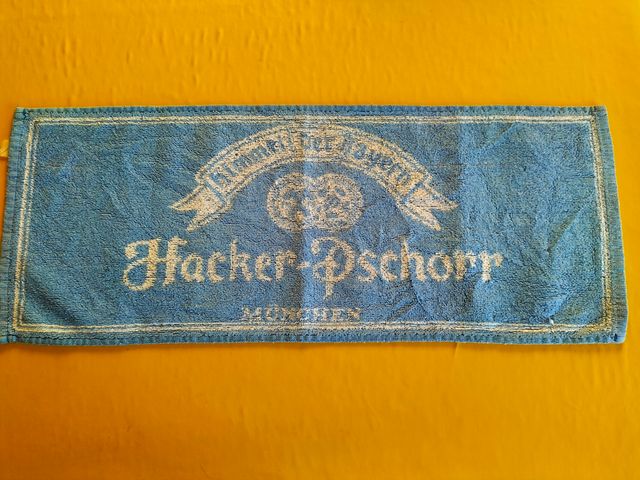 Himmel der Bayern
Hacker-Pschorr
MÜNCHEN